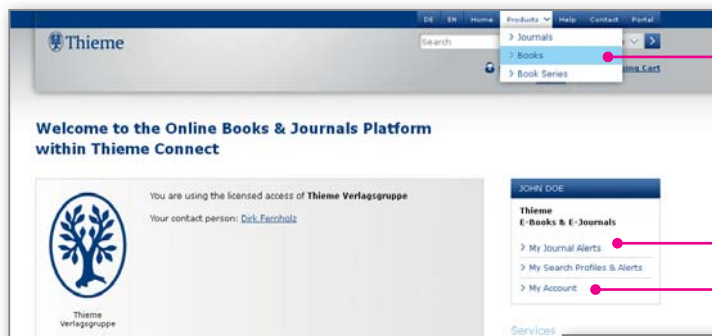 DE EN Home Products Help Contact Portal
Thieme
Search
> Journals
> Books
> Book Series
Cart
Welcome to the Online Books & Journals Platform
within Thieme Connect
You are using the licensed access of Thieme Verlagsgruppe
Your contact person: Dirk Fernholz
Thieme
Verlagsgruppe
JOHN DOE
Thieme
E-Books & E-Journals
> My Journal Alerts
> My Search Profiles & Alerts
> My Account
Services